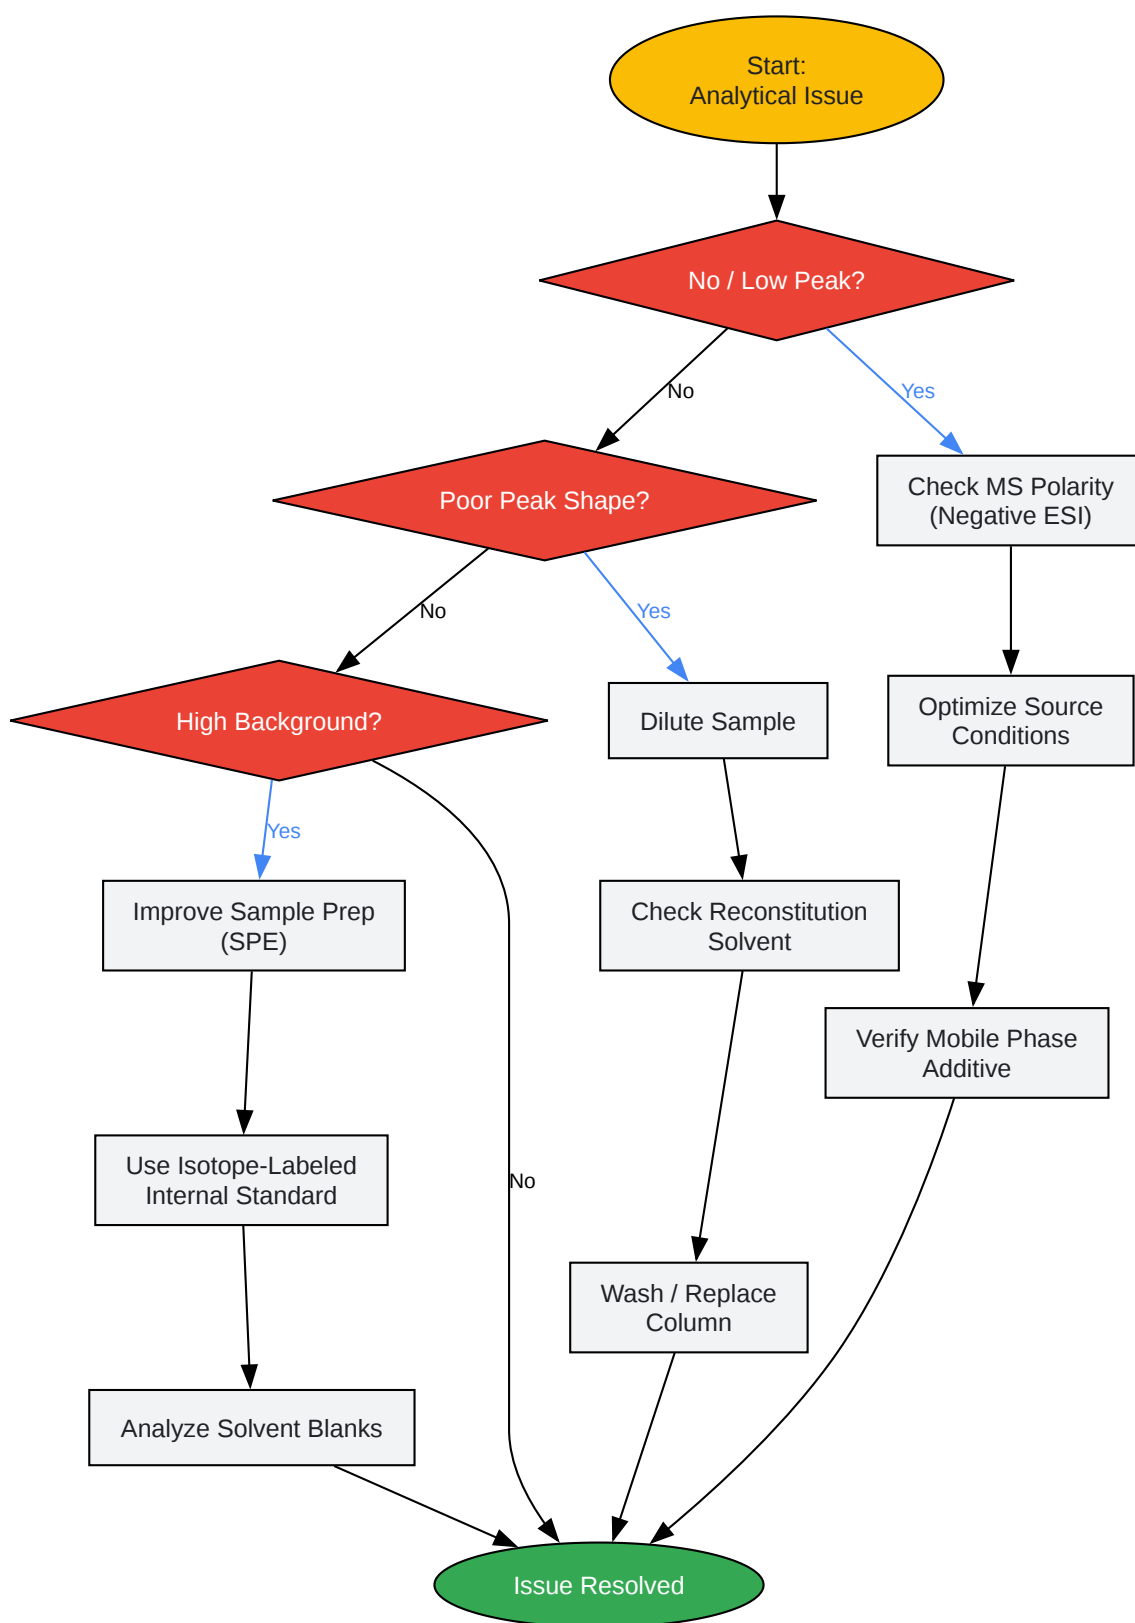 Start:
Analytical Issue
No / Low Peak?
No
Yes
Poor Peak Shape?
Check MS Polarity
(Negative ESI)
No
Yes
High Background?
Dilute Sample
Optimize Source
Conditions
Yes
Improve Sample Prep
(SPE)
Check Reconstitution
Solvent
Verify Mobile Phase
Additive
Use Isotope-Labeled
Internal Standard
No
Wash / Replace
Column
Analyze Solvent Blanks
Issue Resolved